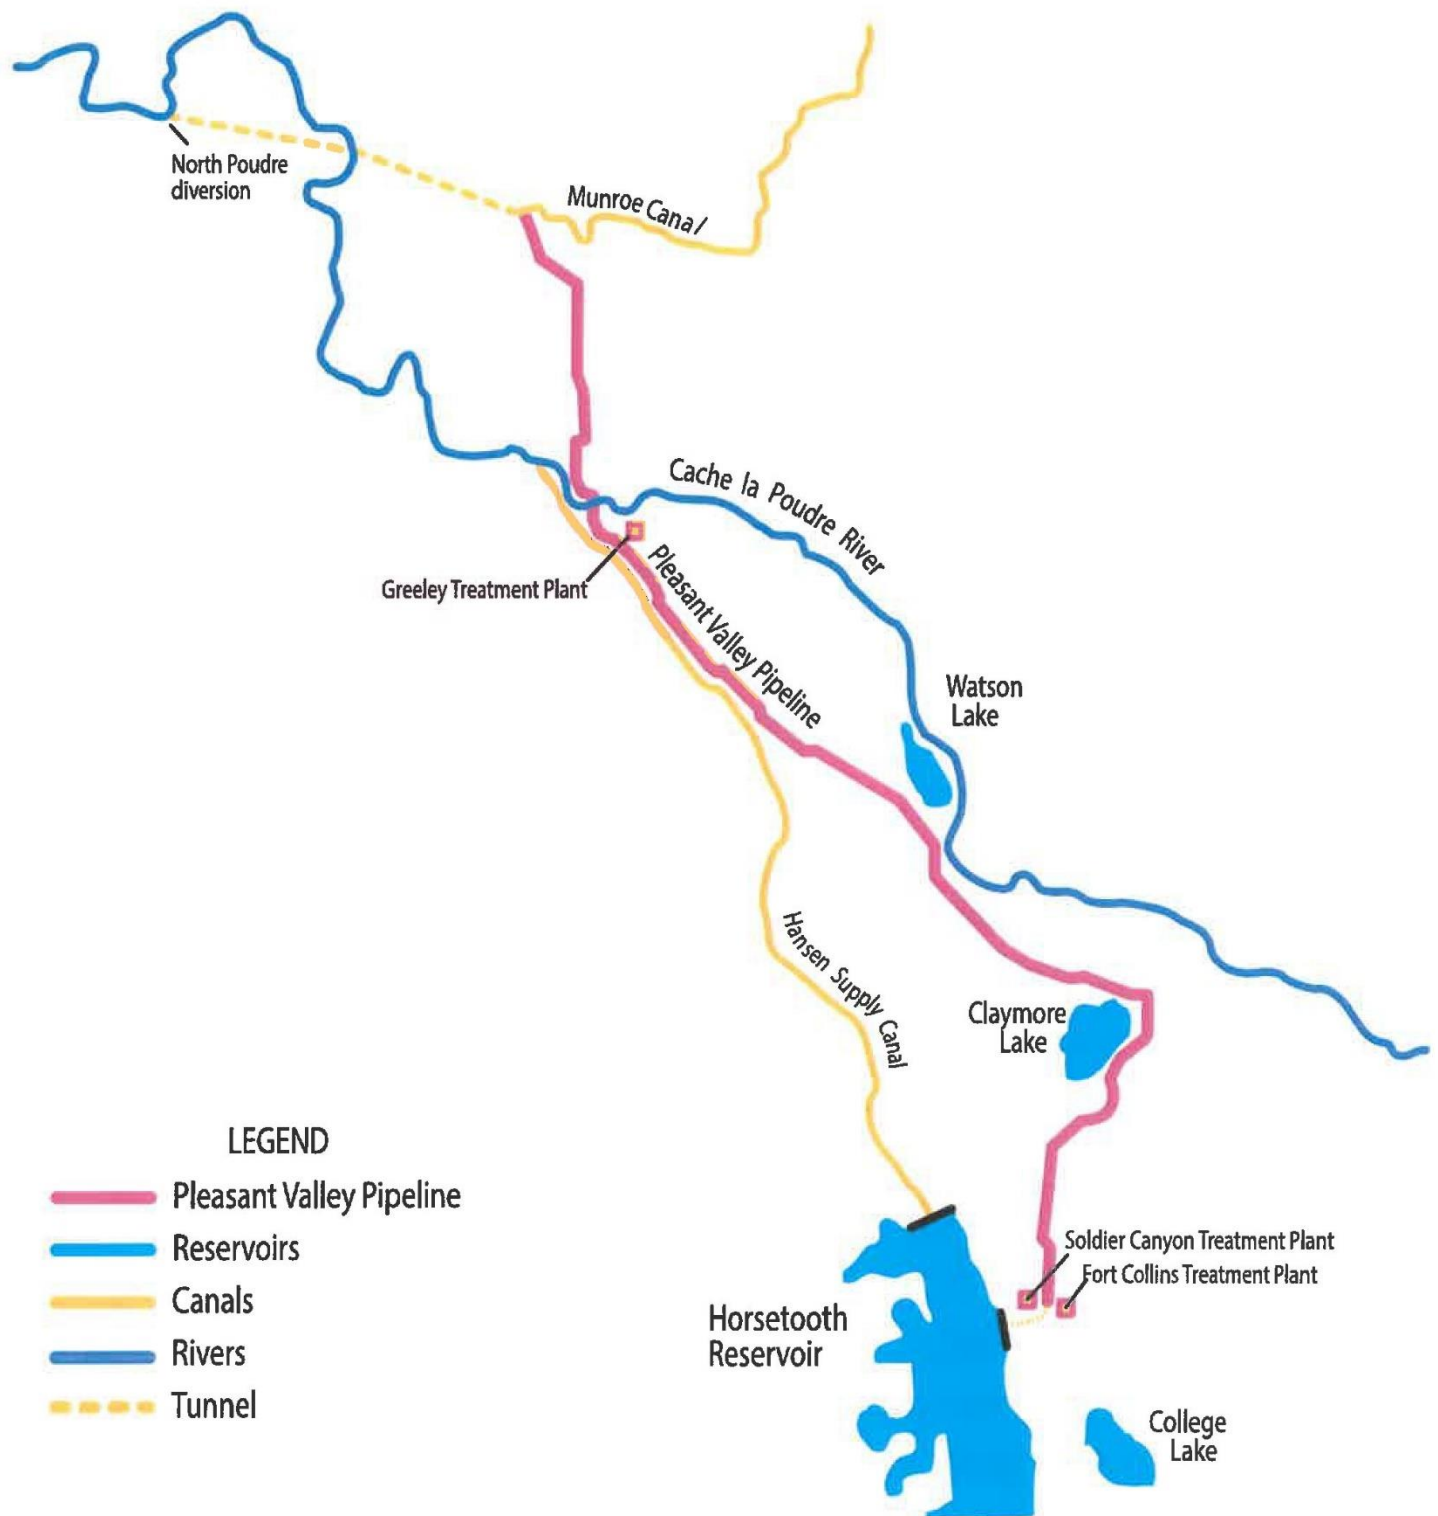 North Poudre
diversion
Munroe Canal
Cache la Poudre River
Greeley Treatment Plant
Pleasant Valley Pipeline
Watson
Lake
Hansen Supply Canal
Claymore
Lake
LEGEND
Pleasant Valley Pipeline
Reservoirs
Canals
Rivers
Tunnel
Soldier Canyon Treatment Plant
Fort Collins Treatment Plant
Horsetooth
Reservoir
College
Lake